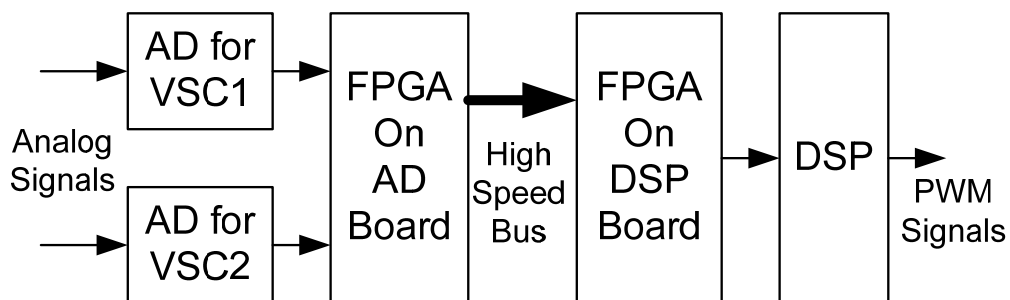 Analog
Signals
AD for
VSC1
AD for
VSC2
FPGA
On
AD
Board
High
Speed
Bus
FPGA
On
DSP
Board
DSP
PWM
Signals